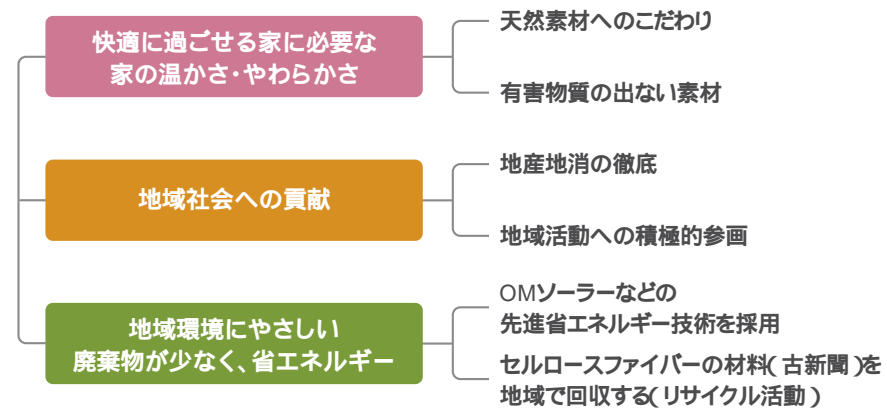 快適に過ごせる家に必要な
家の温かさ・やわらかさ
天然素材へのこだわり
有害物質の出ない素材
地域社会への貢献
地産地消の徹底
地域活動への積極的参画
地域環境にやさしい
廃棄物が少なく、省エネルギー
OMソーラーなどの
先進省エネルギー技術を採用
セルロースファイバーの材料(古新聞)を
地域で回収する(リサイクル活動)